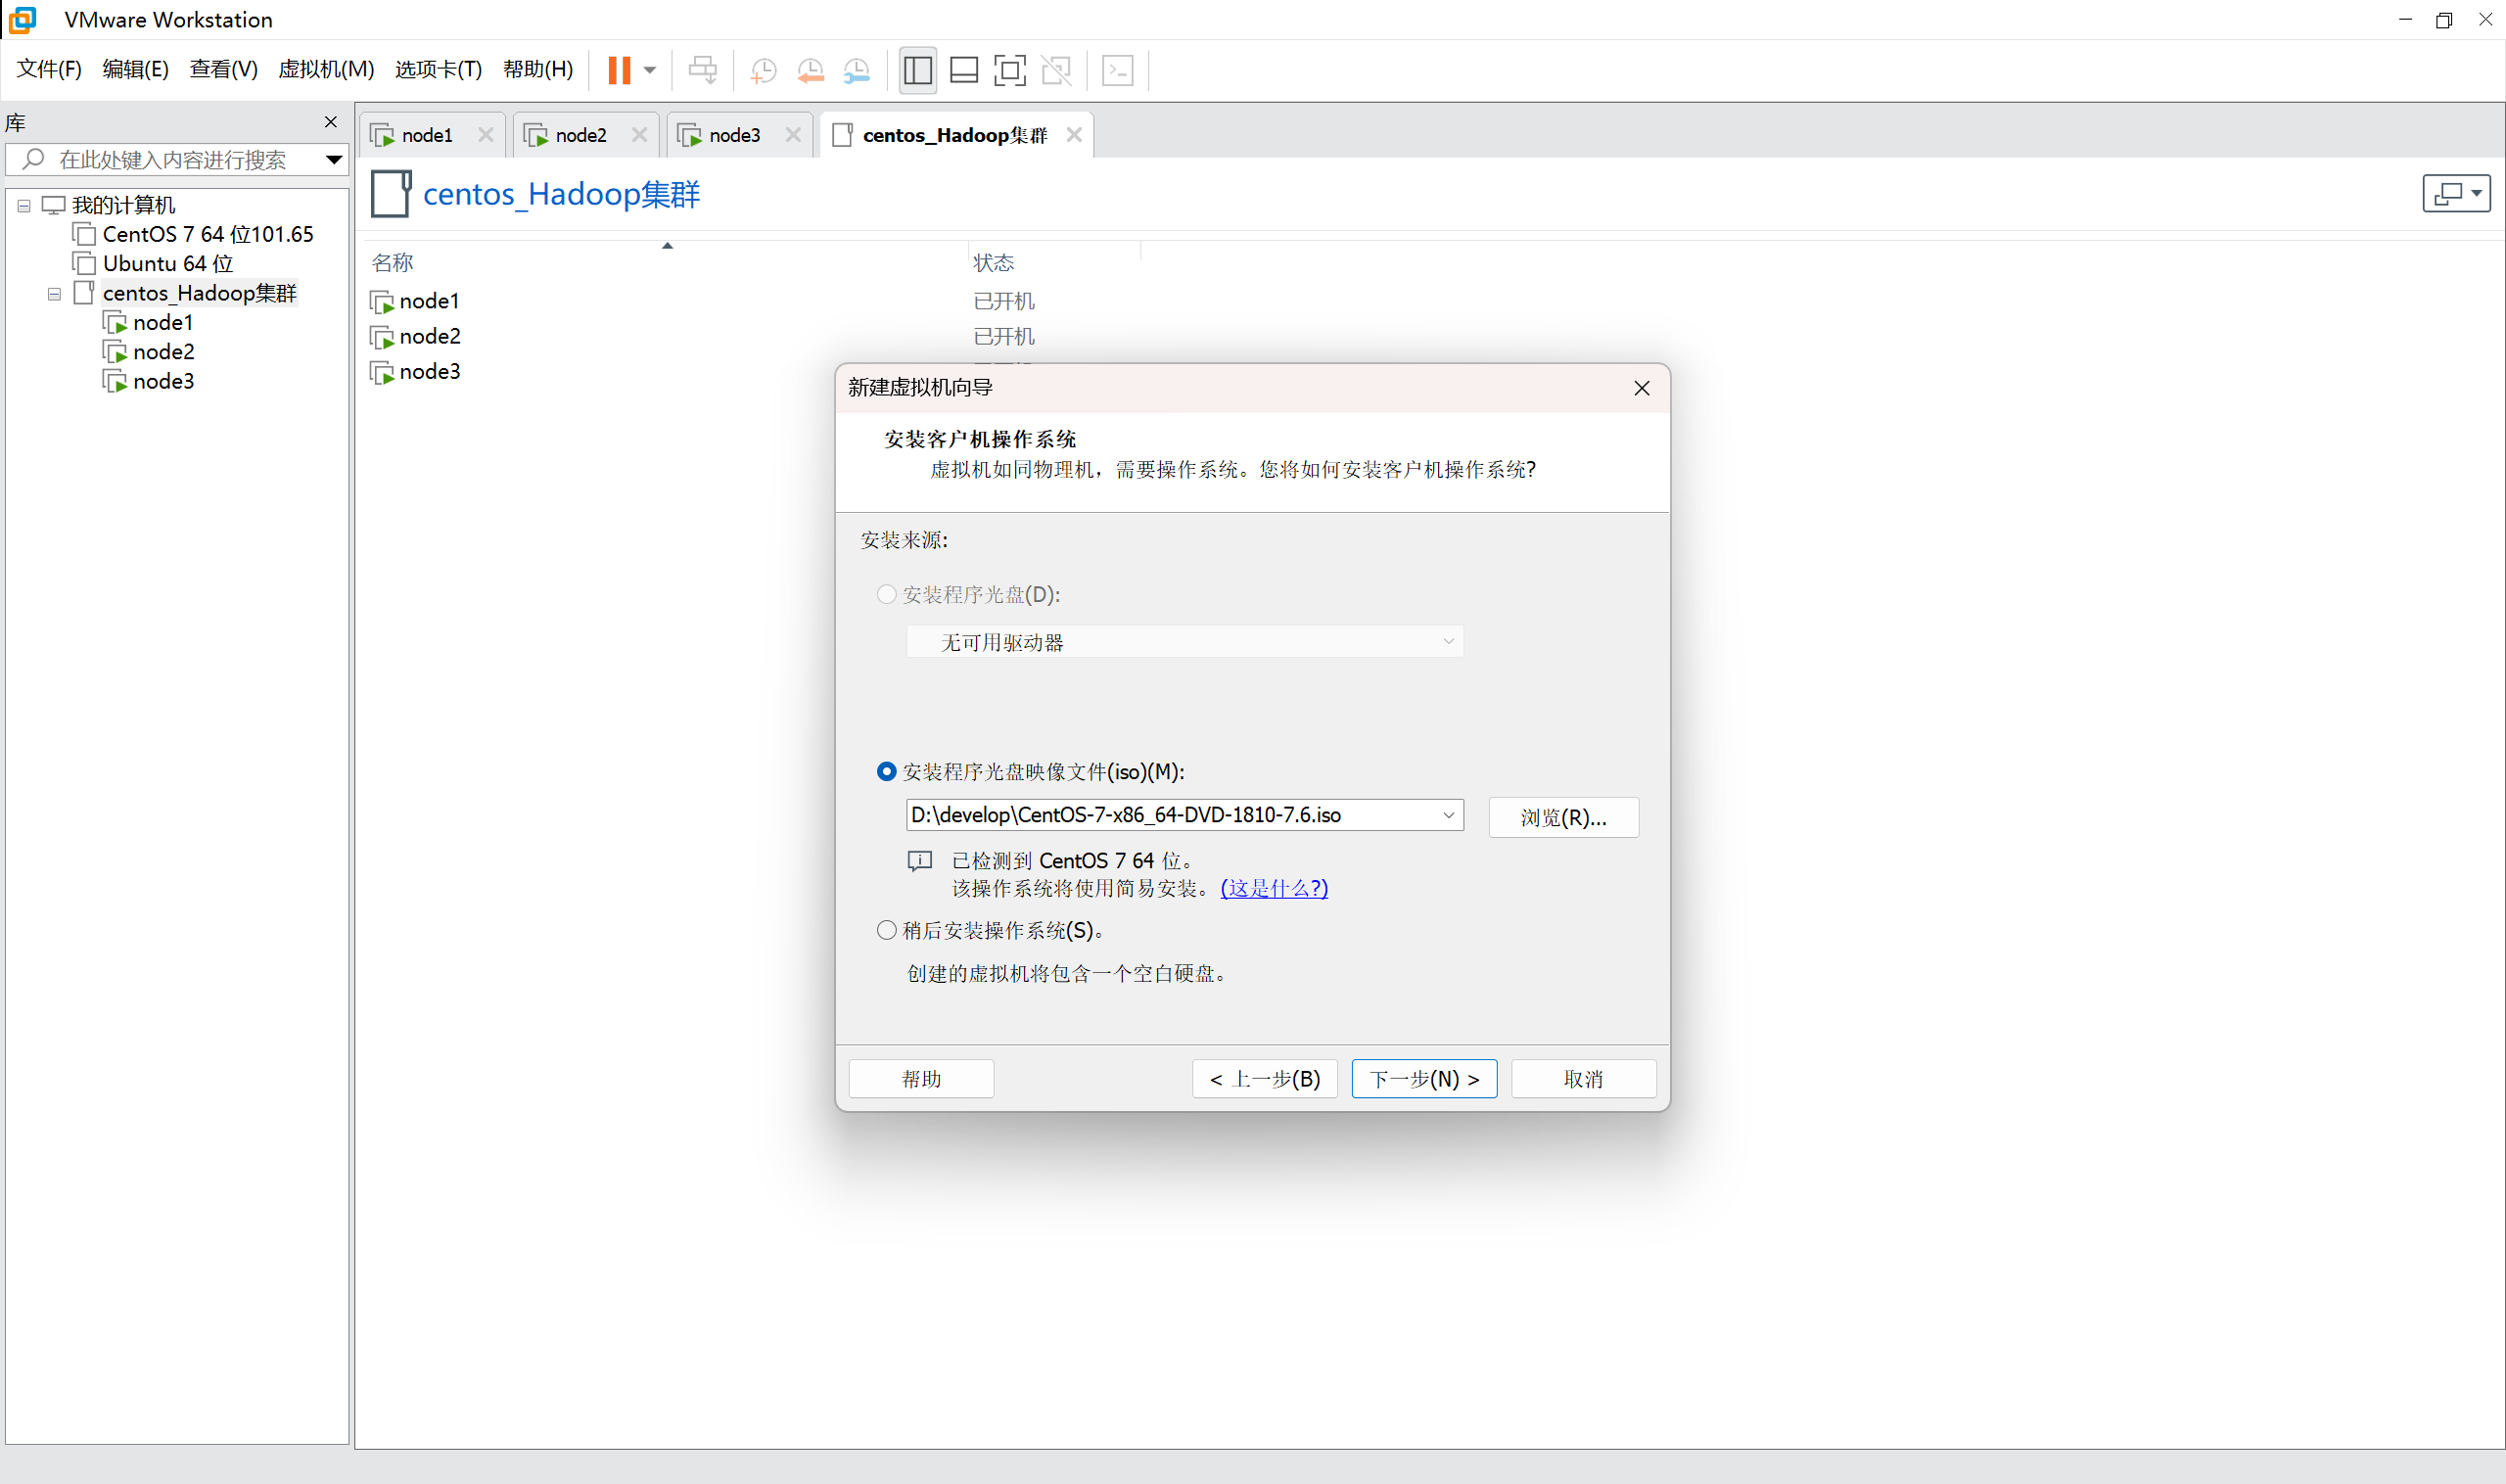 VMware Workstation
文件(F) 编辑(E) 查看(V) 虚拟机(M) 选项卡(T) 帮助(H)
库
在此处键入内容进行搜索
我的计算机
CentOS 7 64 位101.65
Ubuntu 64 位
centos_Hadoop集群
node1
node2
node3
node1 node2 node3 centos_Hadoop集群
centos_Hadoop集群
名称 状态
node1 已开机
node2 已开机
node3
新建虚拟机向导
安装客户机操作系统
虚拟机如同物理机，需要操作系统。您将如何安装客户机操作系统?
安装来源:
安装程序光盘(D):
无可用驱动器
安装程序光盘映像文件(iso)(M):
D:\develop\CentOS-7-x86_64-DVD-1810-7.6.iso
浏览(R)...
已检测到 CentOS 7 64 位。
该操作系统将使用简易安装。(这是什么?)
稍后安装操作系统(S)。
创建的虚拟机将包含一个空白硬盘。
帮助 < 上一步(B) 下一步(N) > 取消